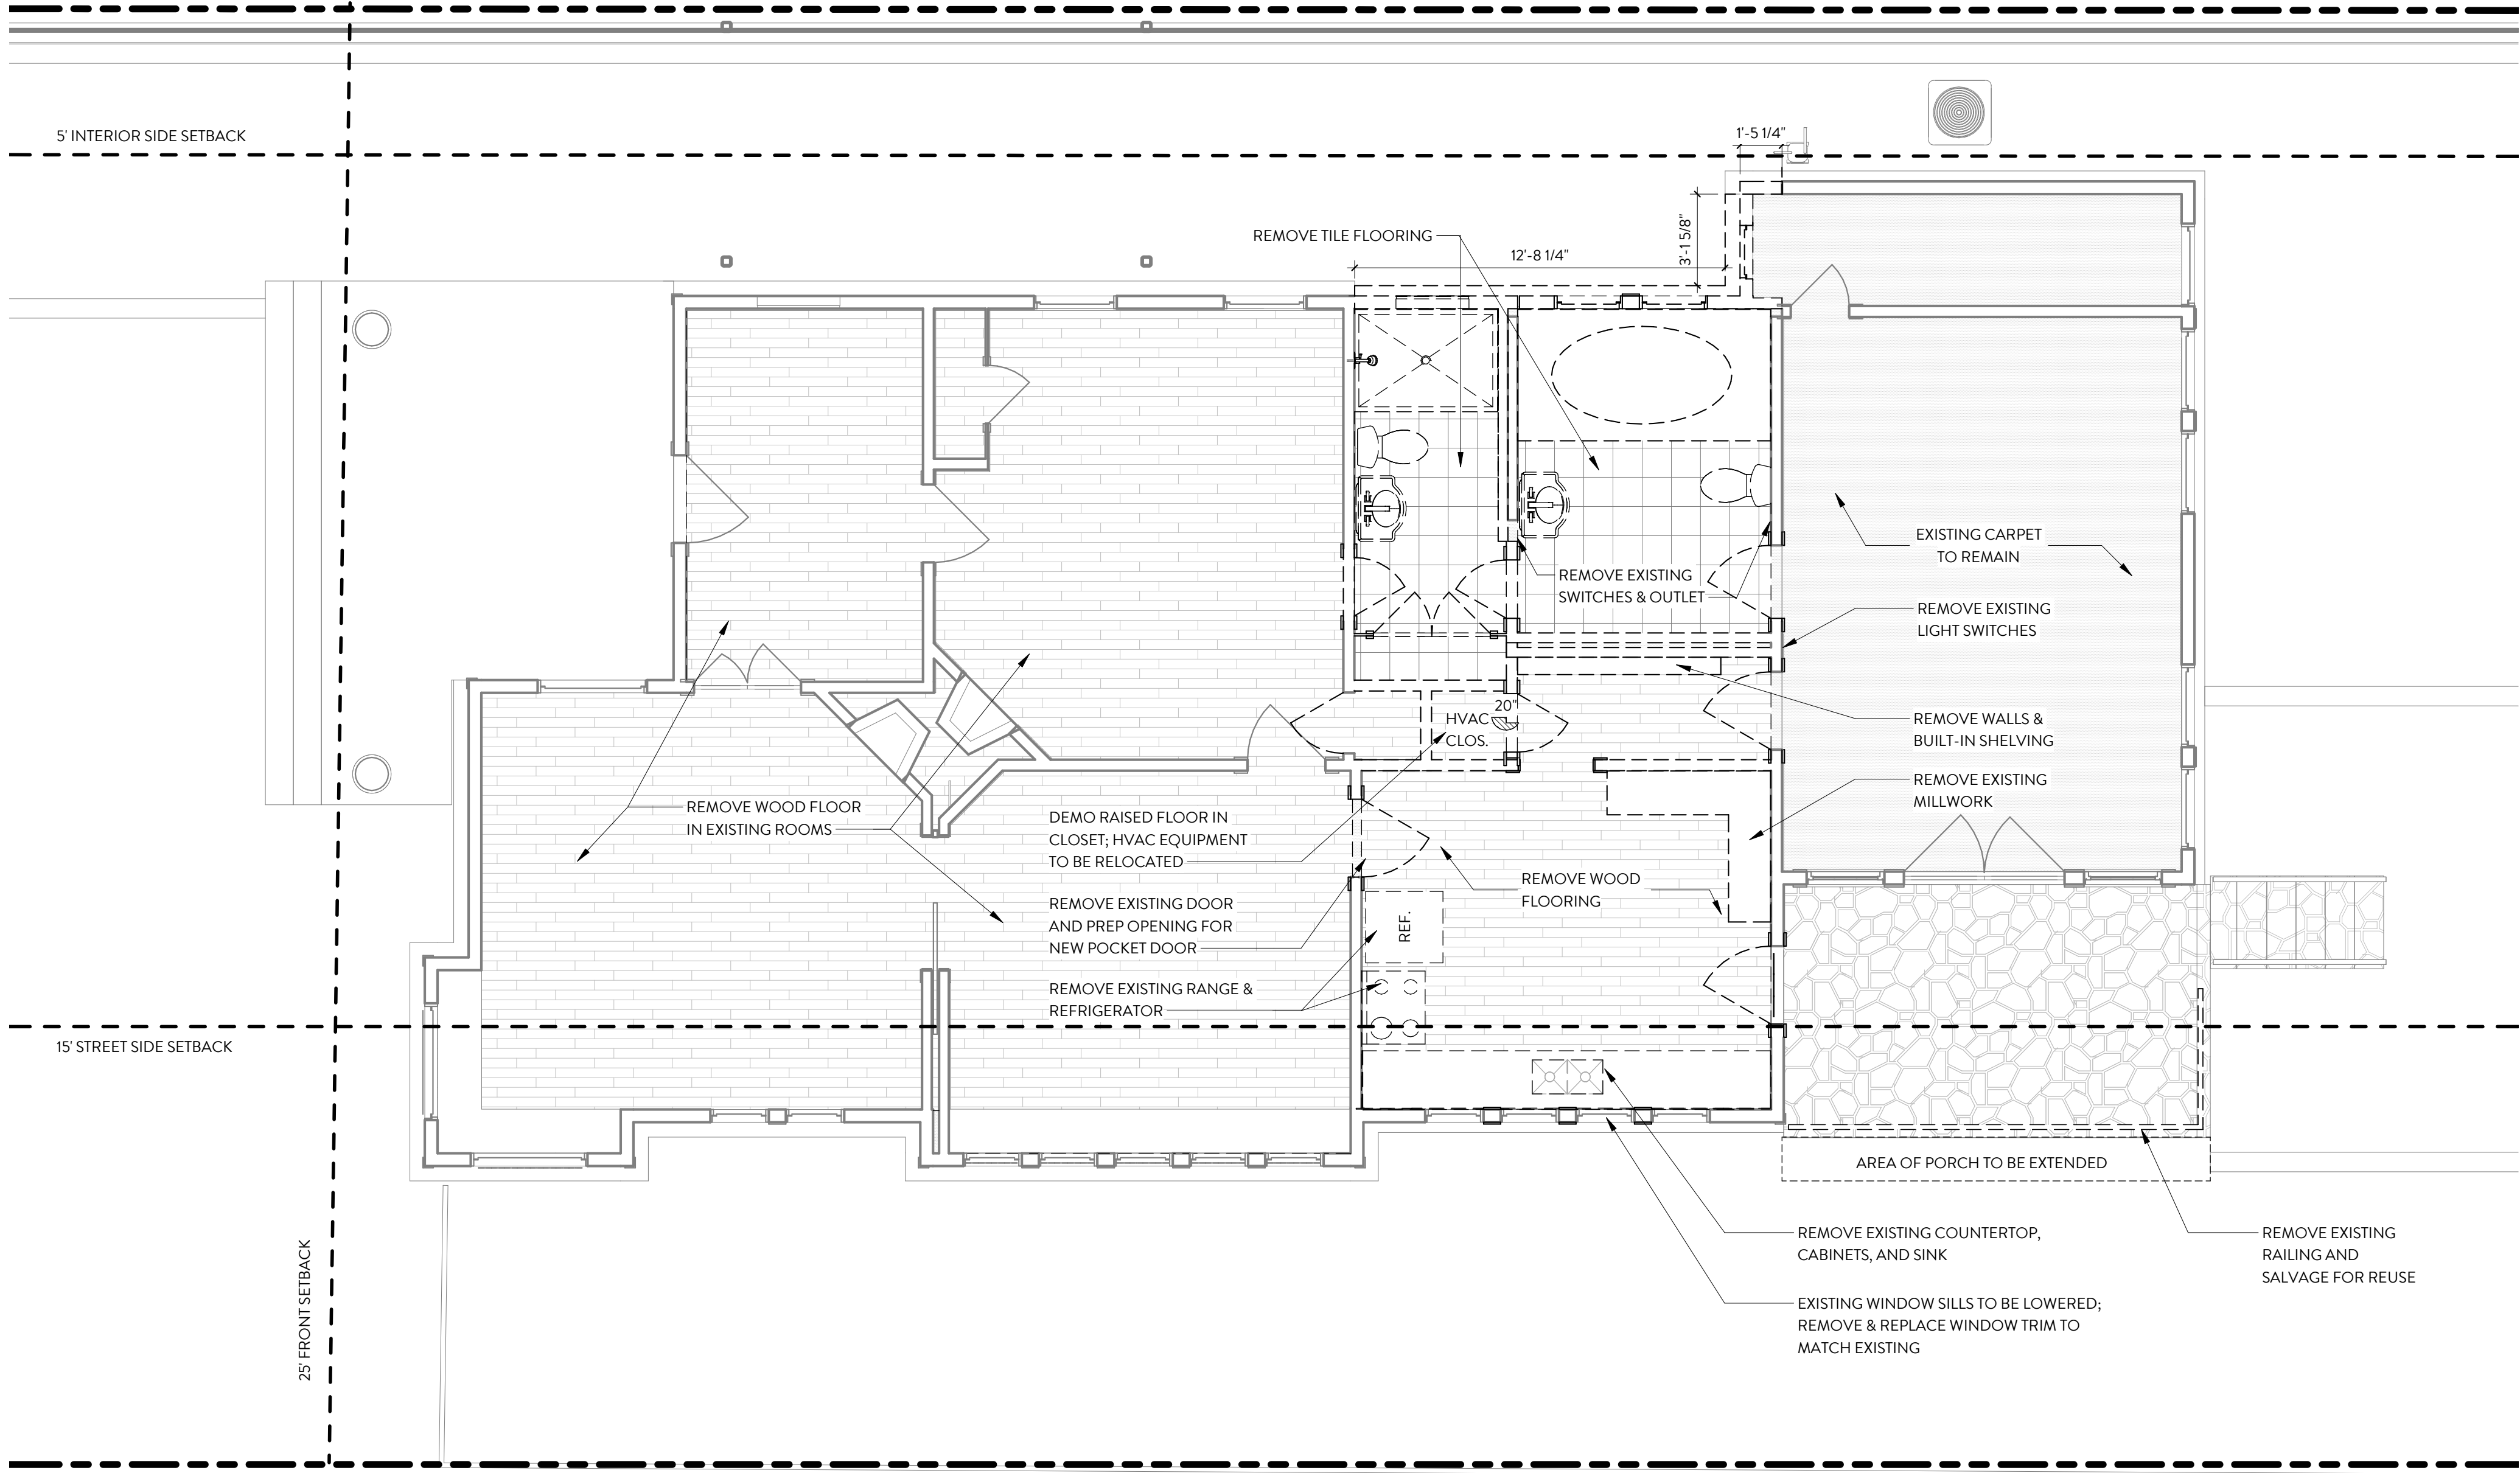 5' INTERIOR SIDE SETBACK
1'-5 1/4"
3'-1 5/8"
REMOVE TILE FLOORING
12'-8 1/4"
EXISTING CARPET
TO REMAIN
REMOVE EXISTING
SWITCHES & OUTLET
REMOVE EXISTING
LIGHT SWITCHES
20"
HVAC
CLOS.
REMOVE WALLS &
BUILT-IN SHELVING
REMOVE EXISTING
MILLWORK
REMOVE WOOD FLOOR
IN EXISTING ROOMS
DEMO RAISED FLOOR IN
CLOSET; HVAC EQUIPMENT
TO BE RELOCATED
REMOVE WOOD
FLOORING
REMOVE EXISTING DOOR
AND PREP OPENING FOR
NEW POCKET DOOR
REF.
REMOVE EXISTING RANGE &
REFRIGERATOR
15' STREET SIDE SETBACK
AREA OF PORCH TO BE EXTENDED
REMOVE EXISTING COUNTERTOP,
CABINETS, AND SINK
REMOVE EXISTING
RAILING AND
SALVAGE FOR REUSE
25' FRONT SETBACK
EXISTING WINDOW SILLS TO BE LOWERED;
REMOVE & REPLACE WINDOW TRIM TO
MATCH EXISTING